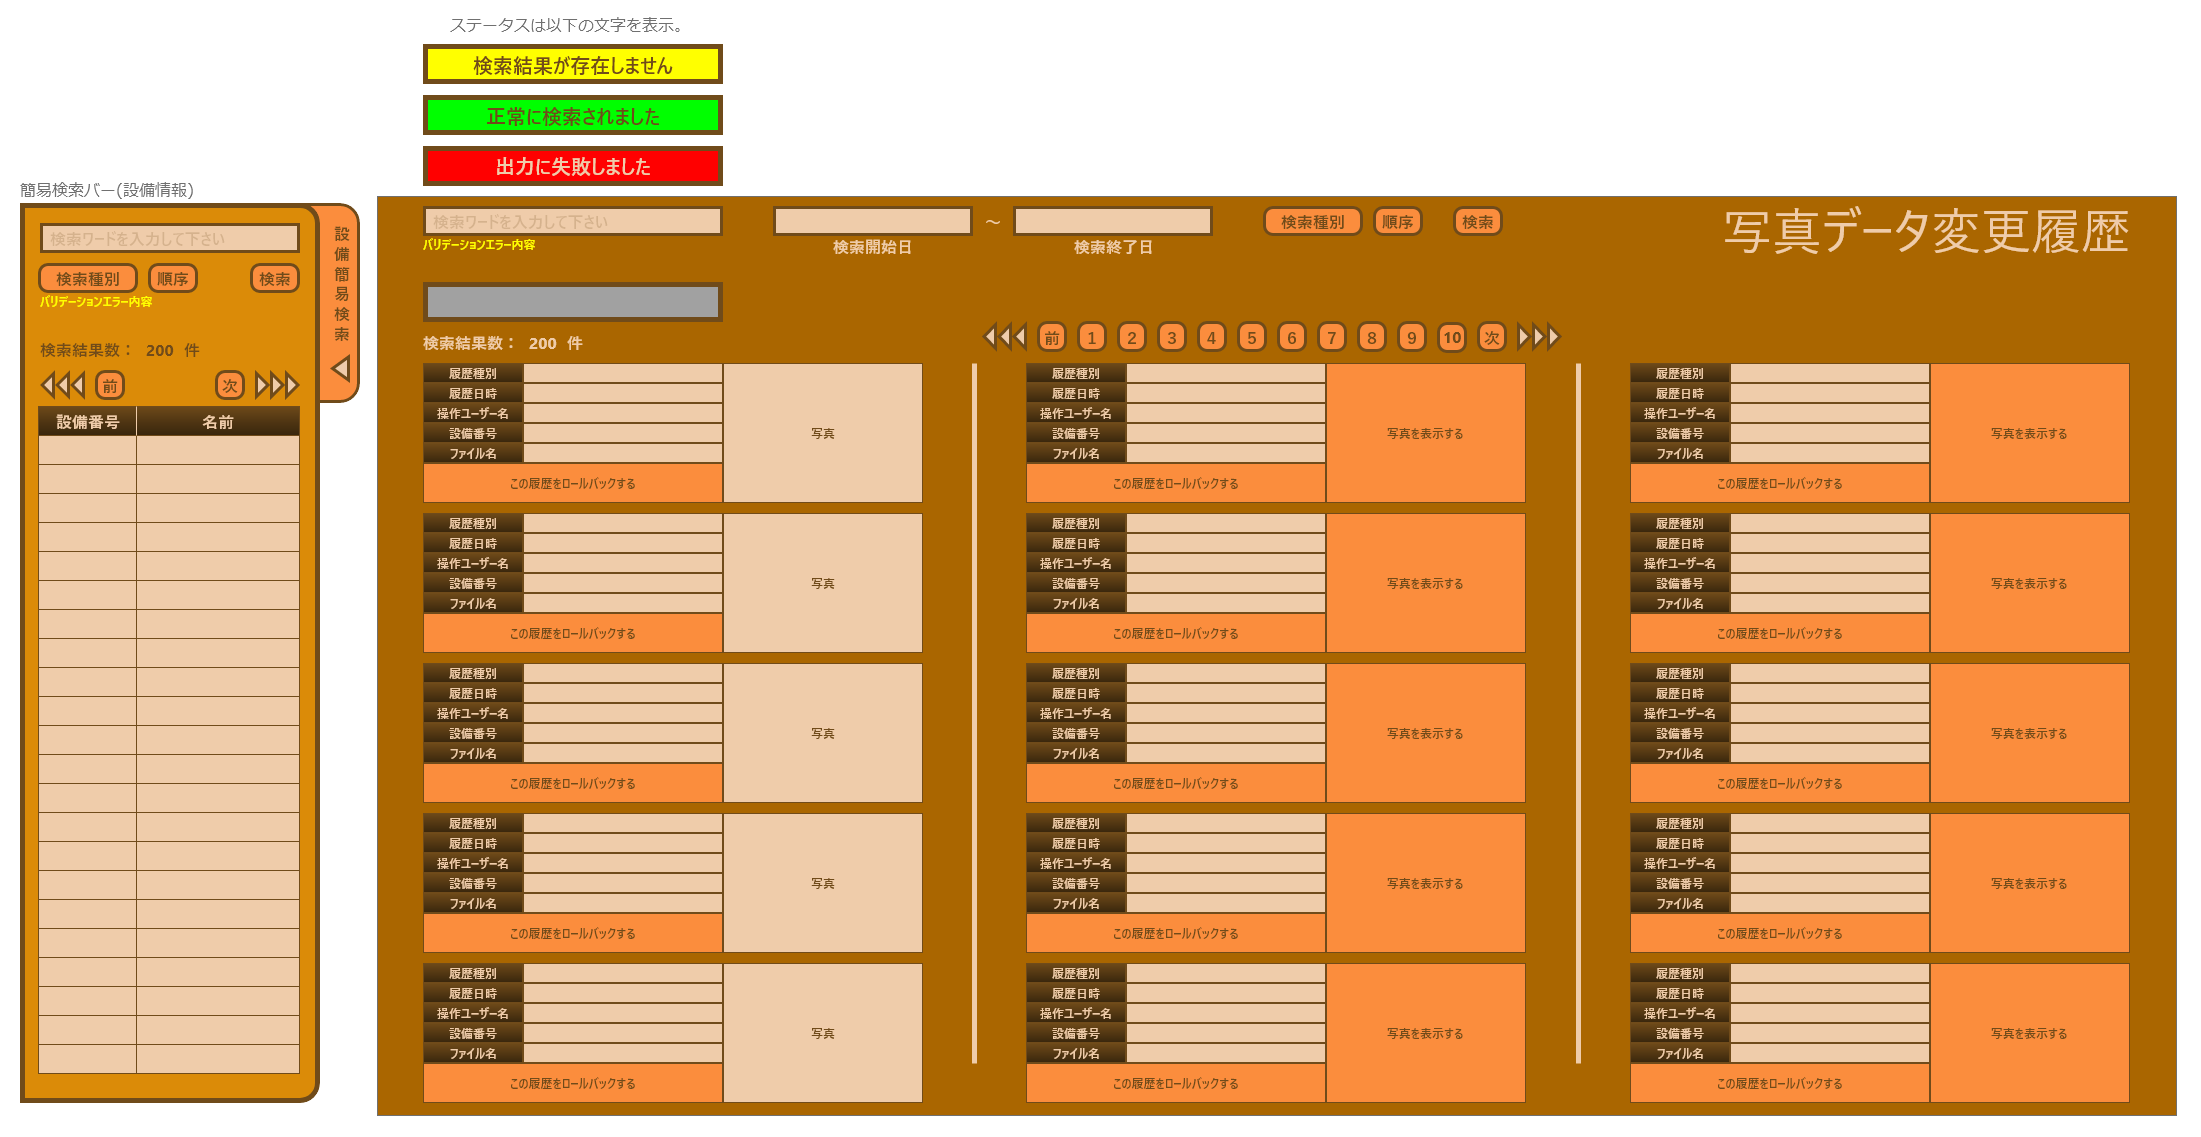 ステータスは以下の文字を表示。
検索結果が存在しません
正常に検索されました
出力に失敗しました
簡易検索バー(設備情報)
検索ワードを入力して下さい
検索種別 順序 検索
バリデーションエラー内容
検索結果数： 200 件
前 次
設備番号 名前
設備簡易検索
検索ワードを入力して下さい ～ 検索種別 順序 検索
バリデーションエラー内容 検索開始日 検索終了日
写真データ変更履歴
検索結果数： 200 件
前 1 2 3 4 5 6 7 8 9 10 次
履歴種別 履歴種別 履歴種別
履歴日時 履歴日時 履歴日時
操作ユーザー名 操作ユーザー名 操作ユーザー名
設備番号 写真 設備番号 写真を表示する 設備番号 写真を表示する
ファイル名 ファイル名 ファイル名
この履歴をロールバックする この履歴をロールバックする この履歴をロールバックする
履歴種別 履歴種別 履歴種別
履歴日時 履歴日時 履歴日時
操作ユーザー名 操作ユーザー名 操作ユーザー名
設備番号 写真 設備番号 写真を表示する 設備番号 写真を表示する
ファイル名 ファイル名 ファイル名
この履歴をロールバックする この履歴をロールバックする この履歴をロールバックする
履歴種別 履歴種別 履歴種別
履歴日時 履歴日時 履歴日時
操作ユーザー名 操作ユーザー名 操作ユーザー名
設備番号 写真 設備番号 写真を表示する 設備番号 写真を表示する
ファイル名 ファイル名 ファイル名
この履歴をロールバックする この履歴をロールバックする この履歴をロールバックする
履歴種別 履歴種別 履歴種別
履歴日時 履歴日時 履歴日時
操作ユーザー名 操作ユーザー名 操作ユーザー名
設備番号 写真 設備番号 写真を表示する 設備番号 写真を表示する
ファイル名 ファイル名 ファイル名
この履歴をロールバックする この履歴をロールバックする この履歴をロールバックする
履歴種別 履歴種別 履歴種別
履歴日時 履歴日時 履歴日時
操作ユーザー名 操作ユーザー名 操作ユーザー名
設備番号 写真 設備番号 写真を表示する 設備番号 写真を表示する
ファイル名 ファイル名 ファイル名
この履歴をロールバックする この履歴をロールバックする この履歴をロールバックする